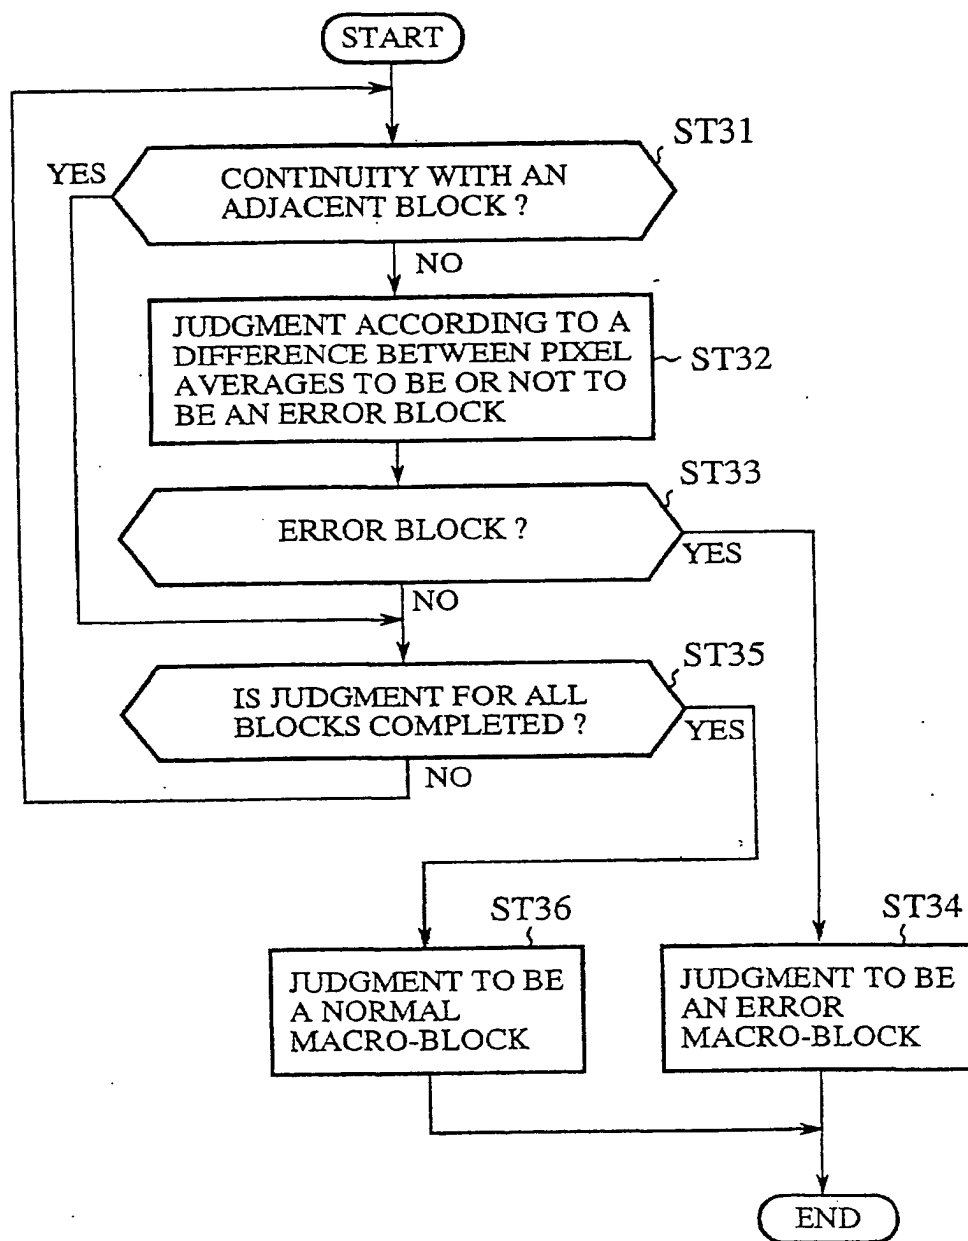 START
ST31
YES
CONTINUITY WITH AN
ADJACENT BLOCK ?
NO
JUDGMENT ACCORDING TO A
DIFFERENCE BETWEEN PIXEL
AVERAGES TO BE OR NOT TO
BE AN ERROR BLOCK
ST32
ST33
ERROR BLOCK ?
YES
NO
ST35
IS JUDGMENT FOR ALL
BLOCKS COMPLETED ?
YES
NO
ST36
ST34
JUDGMENT TO BE
A NORMAL
MACRO-BLOCK
JUDGMENT TO BE
AN ERROR
MACRO-BLOCK
END